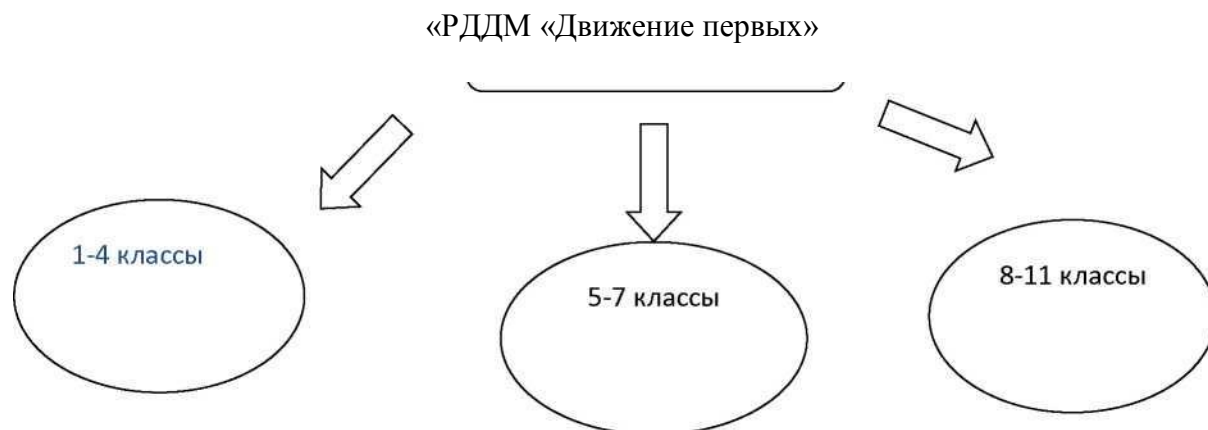 «РДДМ «Движение первых»
1-4 классы
5-7 классы
8-11 классы